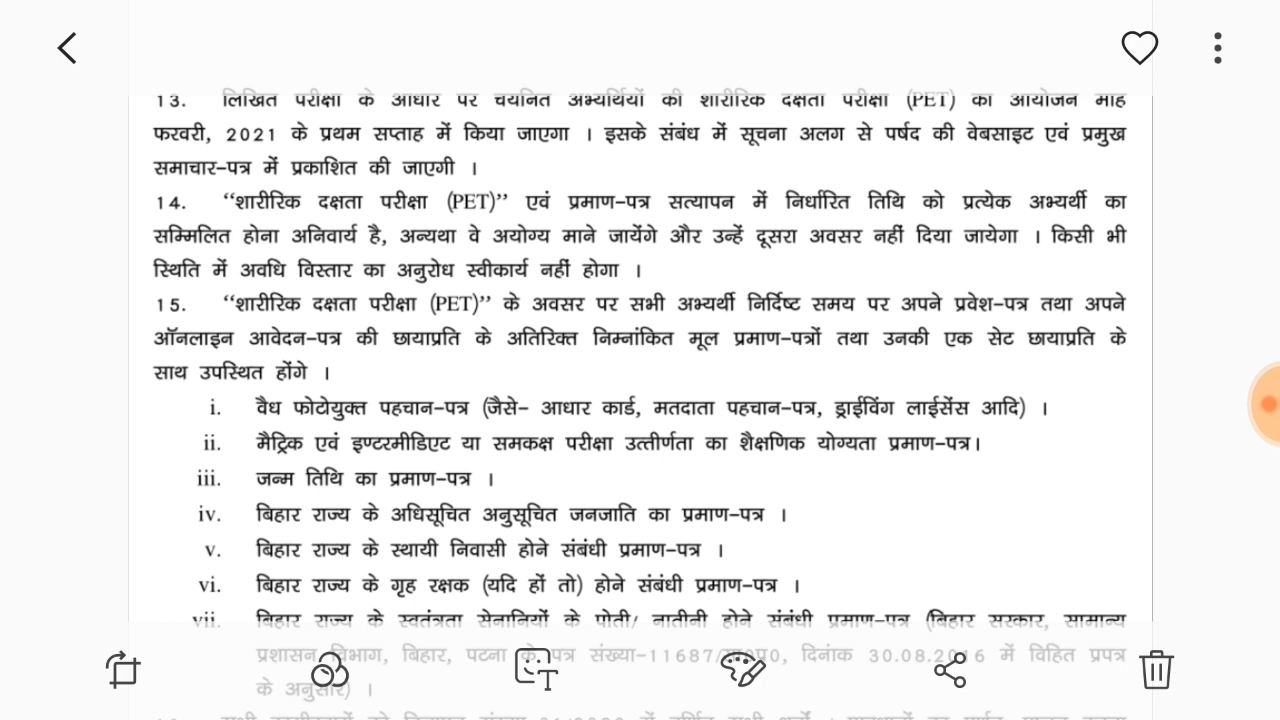 13. लिखित परीक्षा के आधार पर चयनित अभ्यर्थियों की शारीरिक दक्षता परीक्षा (PET) का आयोजन माह
फरवरी, 2021 के प्रथम सप्ताह में किया जाएगा । इसके संबंध में सूचना अलग से पर्षद की वेबसाइट एवं प्रमुख
समाचार-पत्र में प्रकाशित की जाएगी ।
14. “शारीरिक दक्षता परीक्षा (PET)” एवं प्रमाण-पत्र सत्यापन में निर्धारित तिथि को प्रत्येक अभ्यर्थी का
सम्मिलित होना अनिवार्य है, अन्यथा वे अयोग्य माने जायेंगे और उन्हें दूसरा अवसर नहीं दिया जायेगा । किसी भी
स्थिति में अवधि विस्तार का अनुरोध स्वीकार्य नहीं होगा ।
15. “शारीरिक दक्षता परीक्षा (PET)” के अवसर पर सभी अभ्यर्थी निर्दिष्ट समय पर अपने प्रवेश-पत्र तथा अपने
ऑनलाइन आवेदन-पत्र की छायाप्रति के अतिरिक्त निम्नांकित मूल प्रमाण-पत्रों तथा उनकी एक सेट छायाप्रति के
साथ उपस्थित होंगे ।
i. वैध फोटोयुक्त पहचान-पत्र (जैसे- आधार कार्ड, मतदाता पहचान-पत्र, ड्राईविंग लाईसेंस आदि) ।
ii. मैट्रिक एवं इण्टरमीडिएट या समकक्ष परीक्षा उत्तीर्णता का शैक्षणिक योग्यता प्रमाण-पत्र।
iii. जन्म तिथि का प्रमाण-पत्र ।
iv. बिहार राज्य के अधिसूचित अनुसूचित जनजाति का प्रमाण-पत्र ।
v. बिहार राज्य के स्थायी निवासी होने संबंधी प्रमाण-पत्र ।
vi. बिहार राज्य के गृह रक्षक (यदि हों तो) होने संबंधी प्रमाण-पत्र ।
vii. बिहार राज्य के स्वतंत्रता सेनानियों के पोती/ नातीनी होने संबंधी प्रमाण-पत्र (बिहार सरकार, सामान्य
प्रशासन विभाग, बिहार, पटना के पत्र संख्या-11687/ दिनांक 30.08.2016 में विहित प्रपत्र
के अनुसार) ।